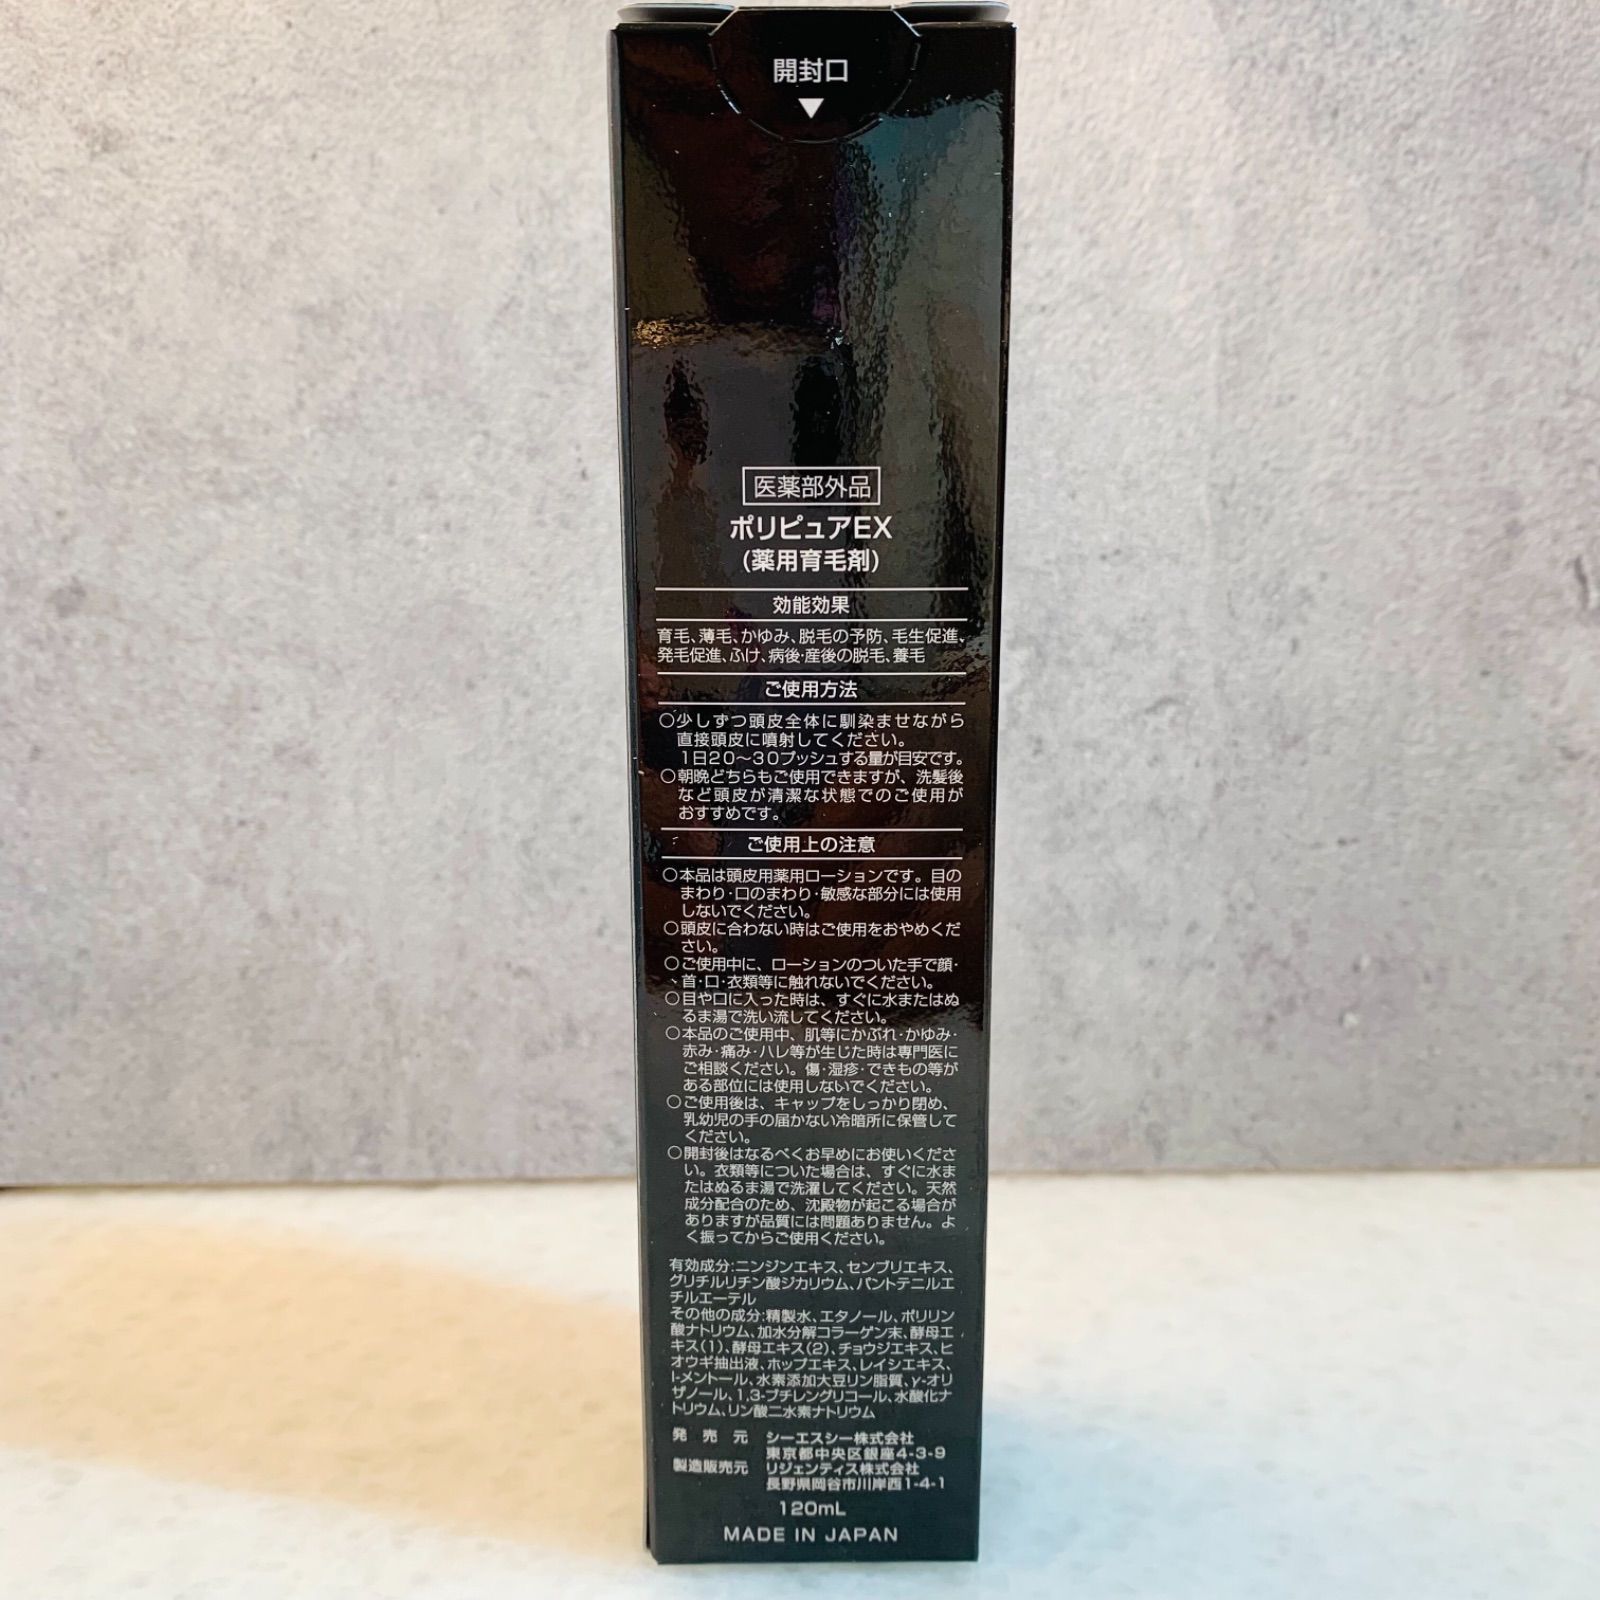 開封口
医薬部外品
ポリピュアEX
(薬用育毛剤)
効能効果
育毛、薄毛、かゆみ、脱毛の予防、毛生促進、
発毛促進、ふけ、病後・産後の脱毛、養毛
ご使用方法
○少しずつ頭皮全体に馴染ませながら
直接頭皮に噴射してください。
1日20～30プッシュする量が目安です。
○朝晩どちらもご使用できますが、洗髪後
など頭皮が清潔な状態でのご使用が
おすすめです。
ご使用上の注意
○本品は頭皮用薬用ローションです。目の
まわり・口のまわり・敏感な部分には使用
しないでください。
○頭皮に合わない時はご使用をおやめくだ
さい。
○ご使用中に、ローションのついた手で顔・
首・口・衣類等に触れないでください。
○目や口に入った時は、すぐに水またはぬ
るま湯で洗い流してください。
○本品のご使用中、肌等にかぶれ・かゆみ・
赤み・痛み・ハレ等が生じた時は専門医に
ご相談ください。傷・湿疹・できもの等が
ある部位には使用しないでください。
○ご使用後は、キャップをしっかり閉め、
乳幼児の手の届かない冷暗所に保管して
ください。
○開封後はなるべくお早めにお使いくださ
い。衣類等についた場合は、すぐに水ま
たはぬるま湯で洗濯してください。天然
成分配合のため、沈殿物が起こる場合が
ありますが品質には問題ありません。よ
く振ってからご使用ください。
有効成分:ニンジンエキス、センブリエキス、
グリチルリチン酸ジカリウム、パントテニルエ
チルエーテル
その他の成分:精製水、エタノール、ポリリン
酸ナトリウム、加水分解コラーゲン末、酵母エ
キス(1)、酵母エキス(2)、チョウジエキス、ヒ
オウギ抽出液、ホップエキス、レイシエキス、
l-メントール、水素添加大豆リン脂質、γ-オリ
ザノール、1,3-ブチレングリコール、水酸化ナ
トリウム、リン酸二水素ナトリウム
発売元 シーエスシー株式会社
東京都中央区銀座4-3-9
製造販売元 リジェンティス株式会社
長野県岡谷市川岸西1-4-1
120mL
MADE IN JAPAN